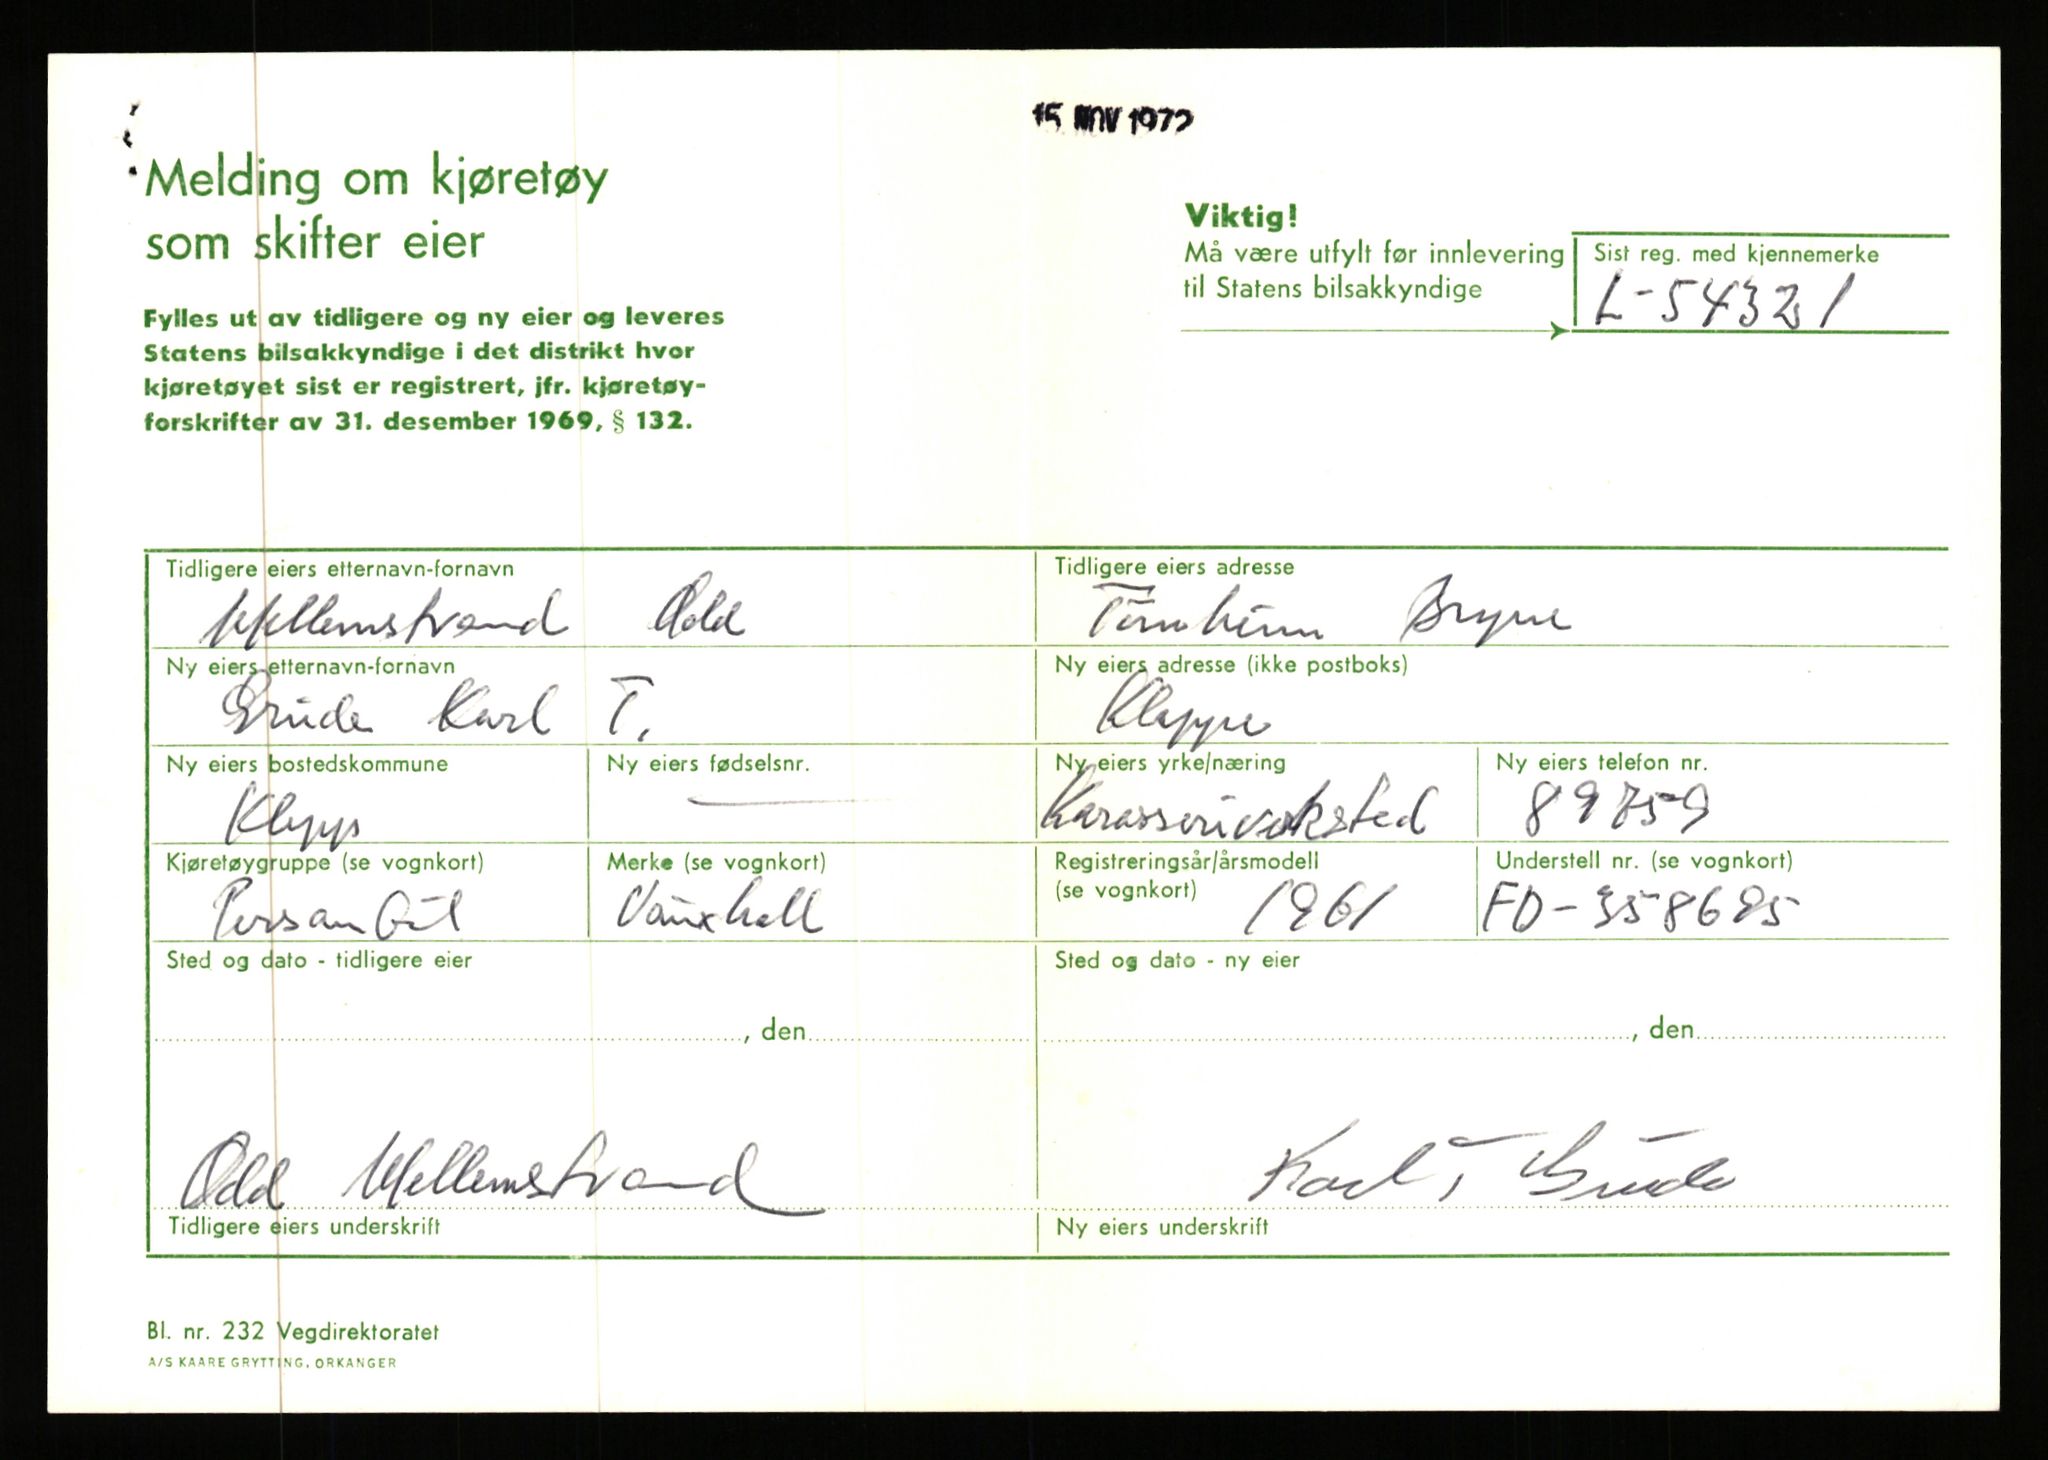 15. NOV 1972
Melding om kjøretøy
som skifter eier
Viktig!
Må være utfylt før innlevering
til Statens bilsakkyndige
Sist reg. med kjennemerke
L-54321
Fylles ut av tidligere og ny eier og leveres
Statens bilsakkyndige i det distrikt hvor
kjøretøyet sist er registrert, jfr. kjøretøy-
forskrifter av 31. desember 1969, § 132.
Tidligere eiers etternavn-fornavn
Mellemstrand Odd
Tidligere eiers adresse
Bryne
Ny eiers etternavn-fornavn
Grude Karl T.
Ny eiers adresse (ikke postboks)
Kleppe
Ny eiers bostedskommune
Klepp
Ny eiers fødselsnr.
Ny eiers yrke/næring
Karosseriverksted
Ny eiers telefon nr.
89759
Kjøretøygruppe (se vognkort)
Personbil
Merke (se vognkort)
Vauxhall
Registreringsår/årsmodell
(se vognkort)
1961
Understell nr. (se vognkort)
FD-358695
Sted og dato - tidligere eier
, den
Sted og dato - ny eier
, den
Odd Mellemstrand
Tidligere eiers underskrift
Karl T Grude
Ny eiers underskrift
Bl. nr. 232 Vegdirektoratet
A/S KAARE GRYTTING, ORKANGER